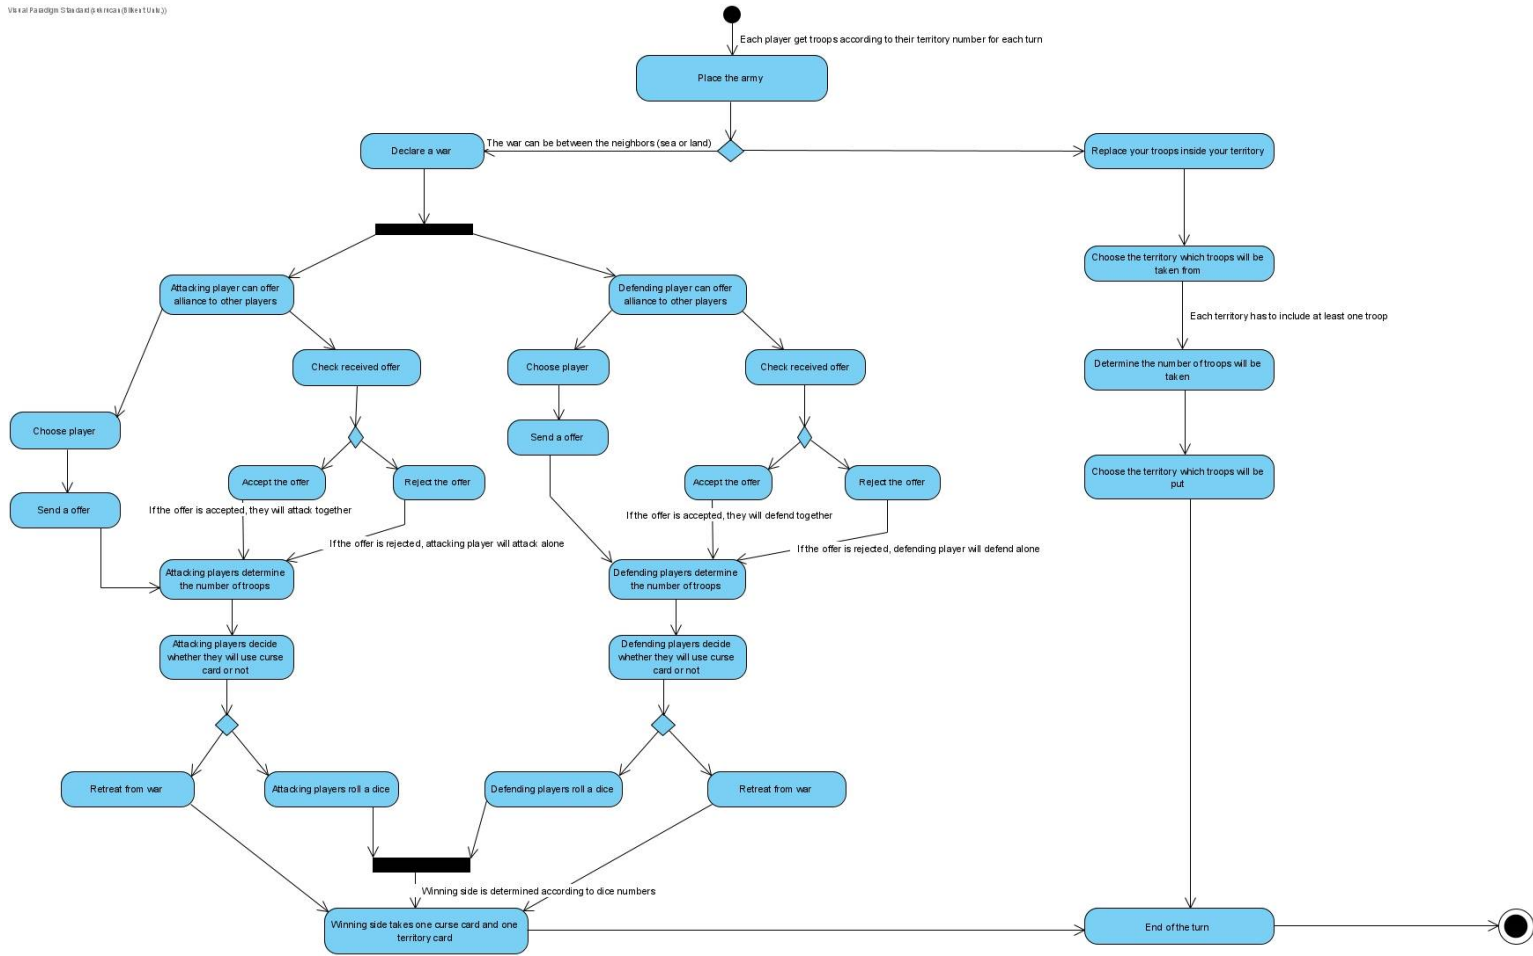 Visual Paradigm Standard
Each player get troops according to their territory number for each turn
Place the army
The war can be between the neighbors (sea or land)
Declare a war
Replace your troops inside your territory
Choose the territory which troops will be
taken from
Attacking player can offer
alliance to other players
Defending player can offer
alliance to other players
Each territory has to include at least one troop
Check received offer
Choose player
Check received offer
Determine the number of troops will be
taken
Choose player
Send a offer
Accept the offer
Reject the offer
Accept the offer
Reject the offer
Choose the territory which troops will be
put
Send a offer
If the offer is accepted, they will attack together
If the offer is accepted, they will defend together
If the offer is rejected, attacking player will attack alone
If the offer is rejected, defending player will defend alone
Attacking players determine
the number of troops
Defending players determine
the number of troops
Attacking players decide
whether they will use curse
card or not
Defending players decide
whether they will use curse
card or not
Retreat from war
Attacking players roll a dice
Defending players roll a dice
Retreat from war
Winning side is determined according to dice numbers
Winning side takes one curse card and one
territory card
End of the turn